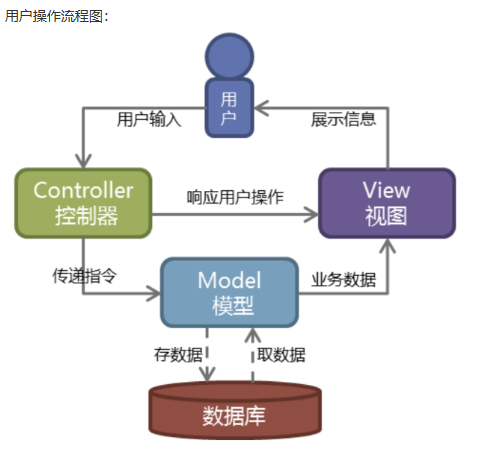 用户操作流程图：
用
户
用户输入
展示信息
Controller
控制器
响应用户操作
View
视图
传递指令
Model
模型
业务数据
存数据
取数据
数据库